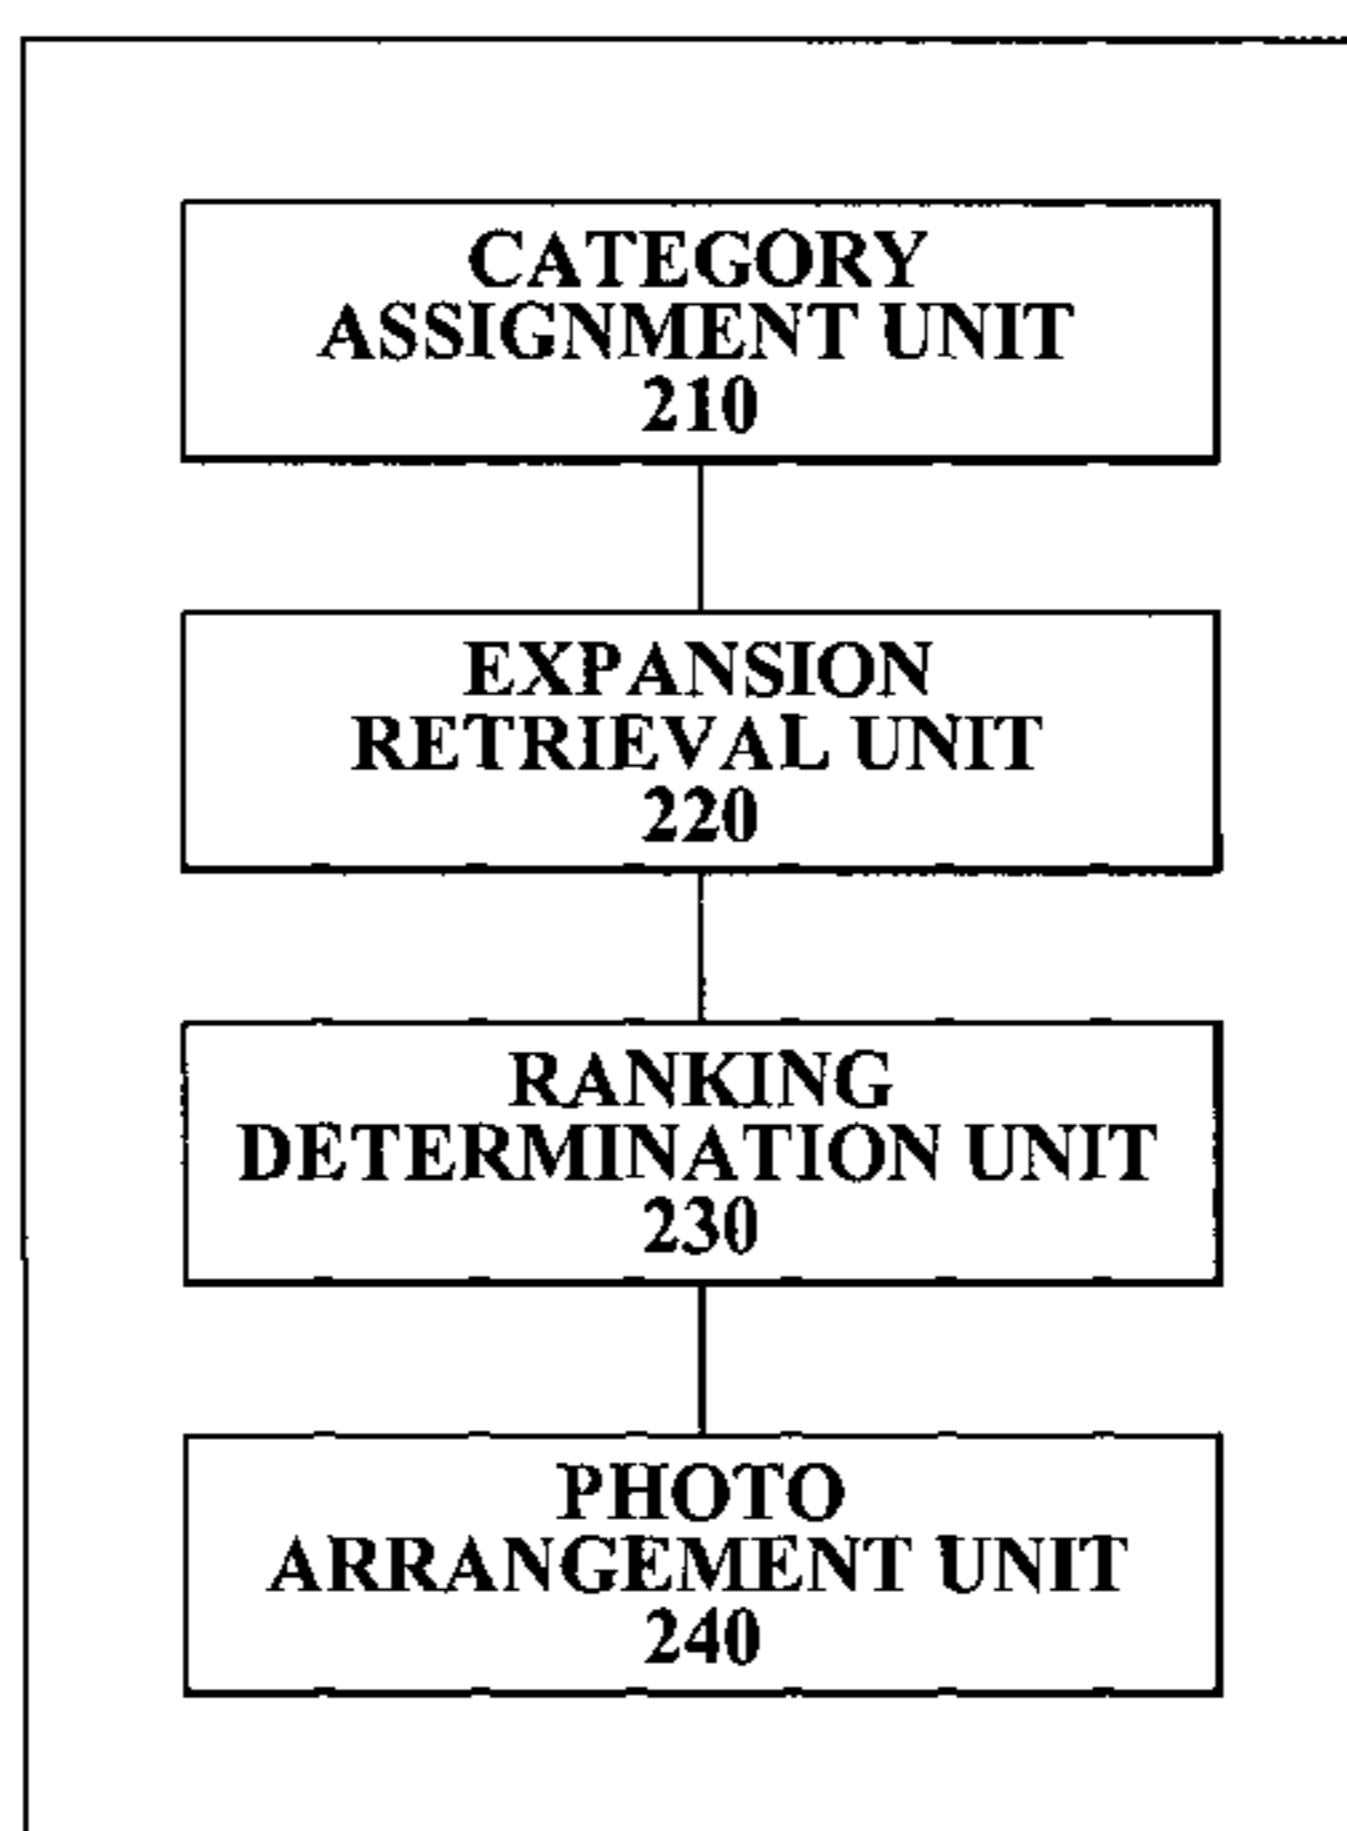 CATEGORY
ASSIGNMENT UNIT
210
EXPANSION
RETRIEVAL UNIT
220
RANKING
DETERMINATION UNIT
230
PHOTO
ARRANGEMENT UNIT
240